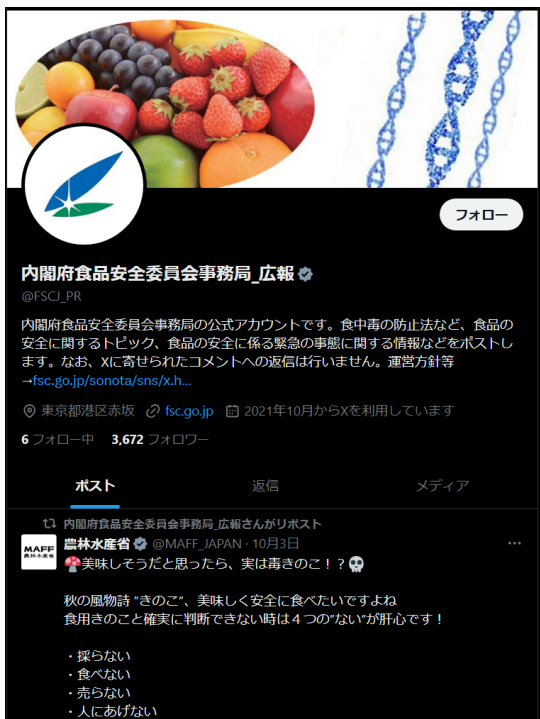 フォロー
内閣府食品安全委員会事務局_広報
@FSCJ_PR
内閣府食品安全委員会事務局の公式アカウントです。食中毒の防止法など、食品の
安全に関するトピック、食品の安全に係る緊急の事態に関する情報などをポストし
ます。なお、Xに寄せられたコメントへの返信は行いません。運営方針等
→fsc.go.jp/sonota/sns/x.h...
東京都港区赤坂 fsc.go.jp 2021年10月からXを利用しています
6 フォロー中 3,672 フォロワー
ポスト 返信 メディア
内閣府食品安全委員会事務局_広報さんがリポスト
MAFF
農林水産省
農林水産省 @MAFF_JAPAN · 10月3日 ...
🍄美味しそうだと思ったら、実は毒きのこ！？💀
秋の風物詩 "きのこ"、美味しく安全に食べたいですよね
食用きのこと確実に判断できない時は４つの"ない"が肝心です！
・採らない
・食べない
・売らない
・人にあげない